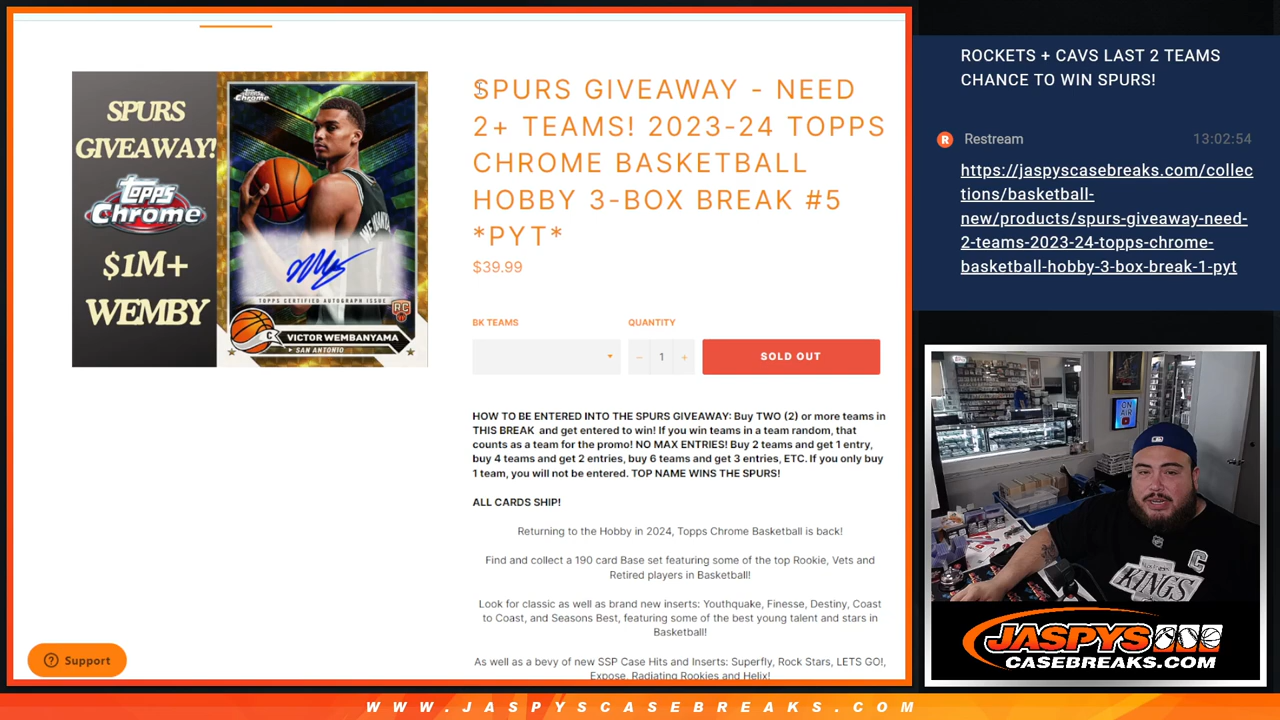 SPURS
GIVEAWAY!
Topps
Chrome
$1M+
WEMBY
Topps
Chrome
WEMBANYAMA
TOPPS CERTIFIED AUTOGRAPH ISSUE
RC
VICTOR WEMBANYAMA
SAN ANTONIO
SPURS GIVEAWAY - NEED
2+ TEAMS! 2023-24 TOPPS
CHROME BASKETBALL
HOBBY 3-BOX BREAK #5
*PYT*
$39.99
BK TEAMS
QUANTITY
− 1 +
SOLD OUT
HOW TO BE ENTERED INTO THE SPURS GIVEAWAY: Buy TWO (2) or more teams in
THIS BREAK and get entered to win! If you win teams in a team random, that
counts as a team for the promo! NO MAX ENTRIES! Buy 2 teams and get 1 entry,
buy 4 teams and get 2 entries, buy 6 teams and get 3 entries, ETC. If you only buy
1 team, you will not be entered. TOP NAME WINS THE SPURS!
ALL CARDS SHIP!
Returning to the Hobby in 2024, Topps Chrome Basketball is back!
Find and collect a 190 card Base set featuring some of the top Rookie, Vets and
Retired players in Basketball!
Look for classic as well as brand new inserts: Youthquake, Finesse, Destiny, Coast
to Coast, and Seasons Best, featuring some of the best young talent and stars in
Basketball!
As well as a bevy of new SSP Case Hits and Inserts: Superfly, Rock Stars, LETS GO!,
Expose, Radiating Rookies and Helix!
Support
ROCKETS + CAVS LAST 2 TEAMS
CHANCE TO WIN SPURS!
R Restream 13:02:54
https://jaspyscasebreaks.com/collec
tions/basketball-
new/products/spurs-giveaway-need-
2-teams-2023-24-topps-chrome-
basketball-hobby-3-box-break-1-pyt
ON
AIR
C
KINGS
JASPYS
CASEBREAKS.COM
WWW.JASPYSCASEBREAKS.COM